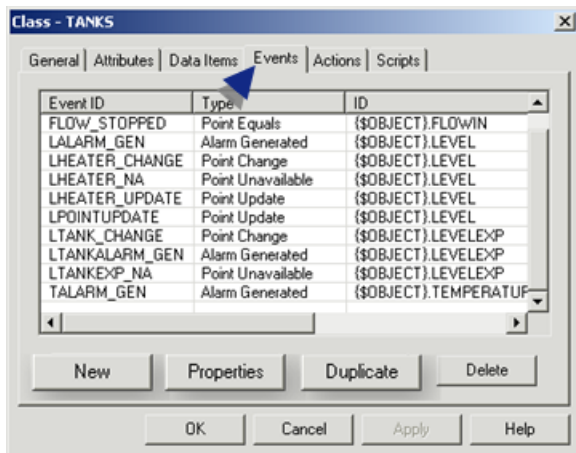 Class - TANKS
General Attributes Data Items Events Actions Scripts
Event ID Type ID
FLOW_STOPPED Point Equals {$OBJECT}.FLOWIN
LALARM_GEN Alarm Generated {$OBJECT}.LEVEL
LHEATER_CHANGE Point Change {$OBJECT}.LEVEL
LHEATER_NA Point Unavailable {$OBJECT}.LEVEL
LHEATER_UPDATE Point Update {$OBJECT}.LEVEL
LPOINTUPDATE Point Update {$OBJECT}.LEVEL
LTANK_CHANGE Point Change {$OBJECT}.LEVELEXP
LTANKALARM_GEN Alarm Generated {$OBJECT}.LEVELEXP
LTANKEXP_NA Point Unavailable {$OBJECT}.LEVELEXP
TALARM_GEN Alarm Generated {$OBJECT}.TEMPERATUR
New Properties Duplicate Delete
OK Cancel Apply Help